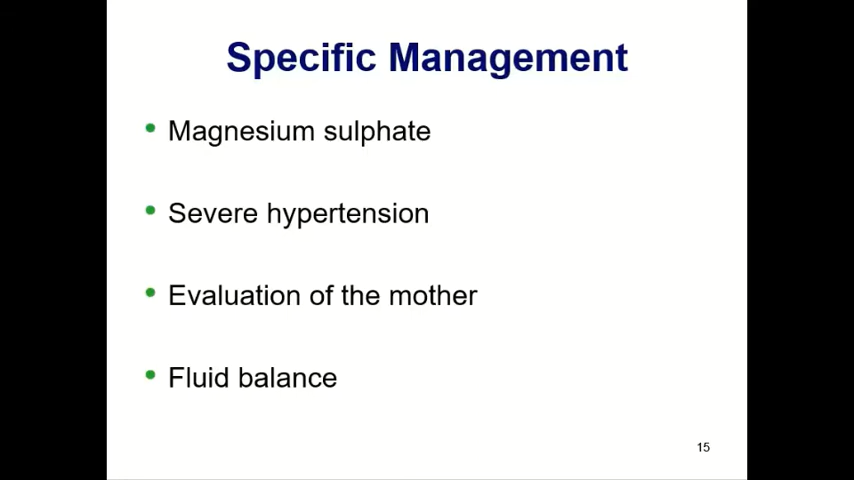 Specific Management
• Magnesium sulphate
• Severe hypertension
• Evaluation of the mother
• Fluid balance
15